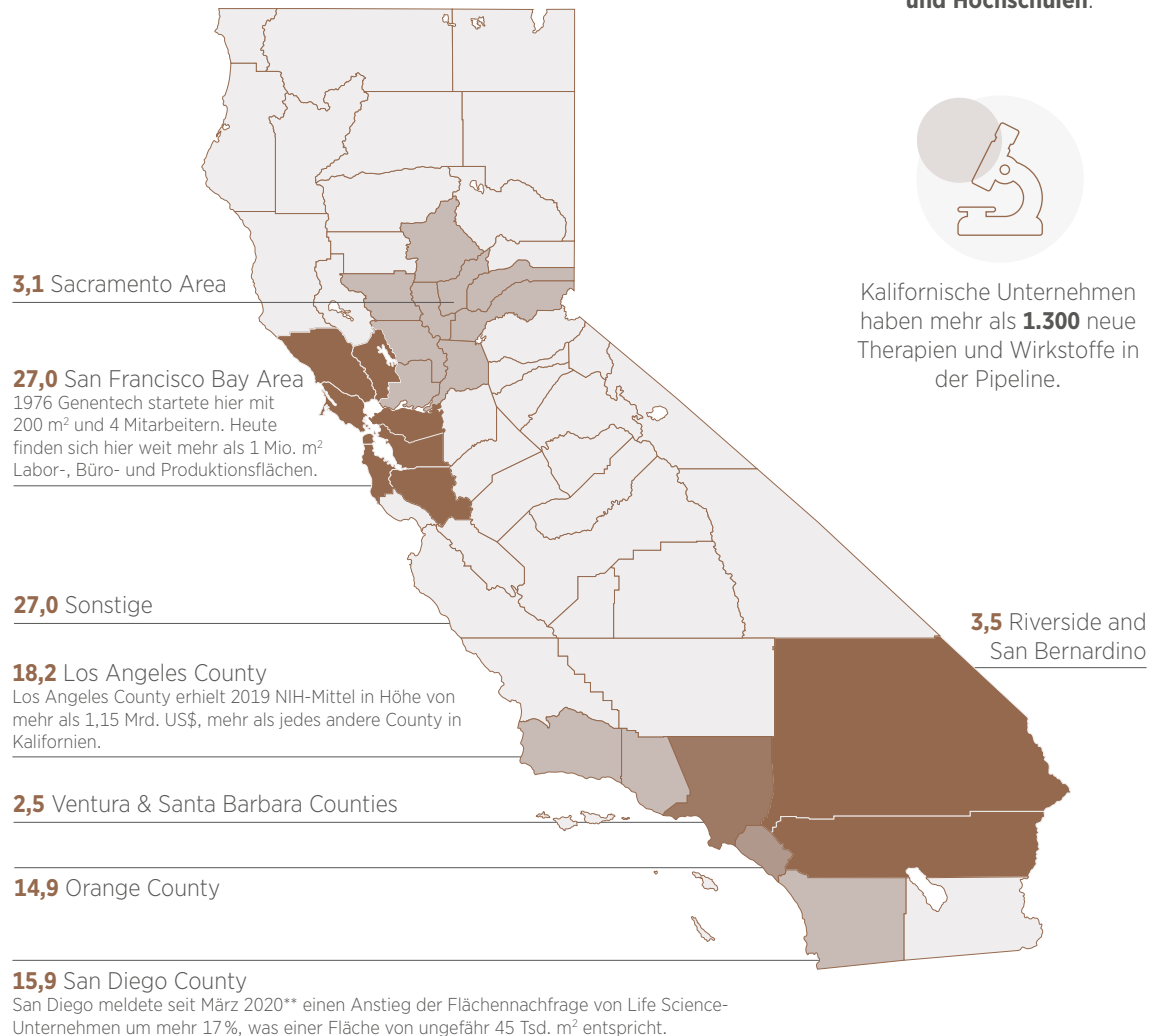 und Hochschulen.
Kalifornische Unternehmen
haben mehr als 1.300 neue
Therapien und Wirkstoffe in
der Pipeline.
3,1 Sacramento Area
27,0 San Francisco Bay Area
1976 Genentech startete hier mit
200 m² und 4 Mitarbeitern. Heute
finden sich hier weit mehr als 1 Mio. m²
Labor-, Büro- und Produktionsflächen.
27,0 Sonstige
3,5 Riverside and
San Bernardino
18,2 Los Angeles County
Los Angeles County erhielt 2019 NIH-Mittel in Höhe von
mehr als 1,15 Mrd. US$, mehr als jedes andere County in
Kalifornien.
2,5 Ventura & Santa Barbara Counties
14,9 Orange County
15,9 San Diego County
San Diego meldete seit März 2020** einen Anstieg der Flächennachfrage von Life Science-
Unternehmen um mehr 17 %, was einer Fläche von ungefähr 45 Tsd. m² entspricht.